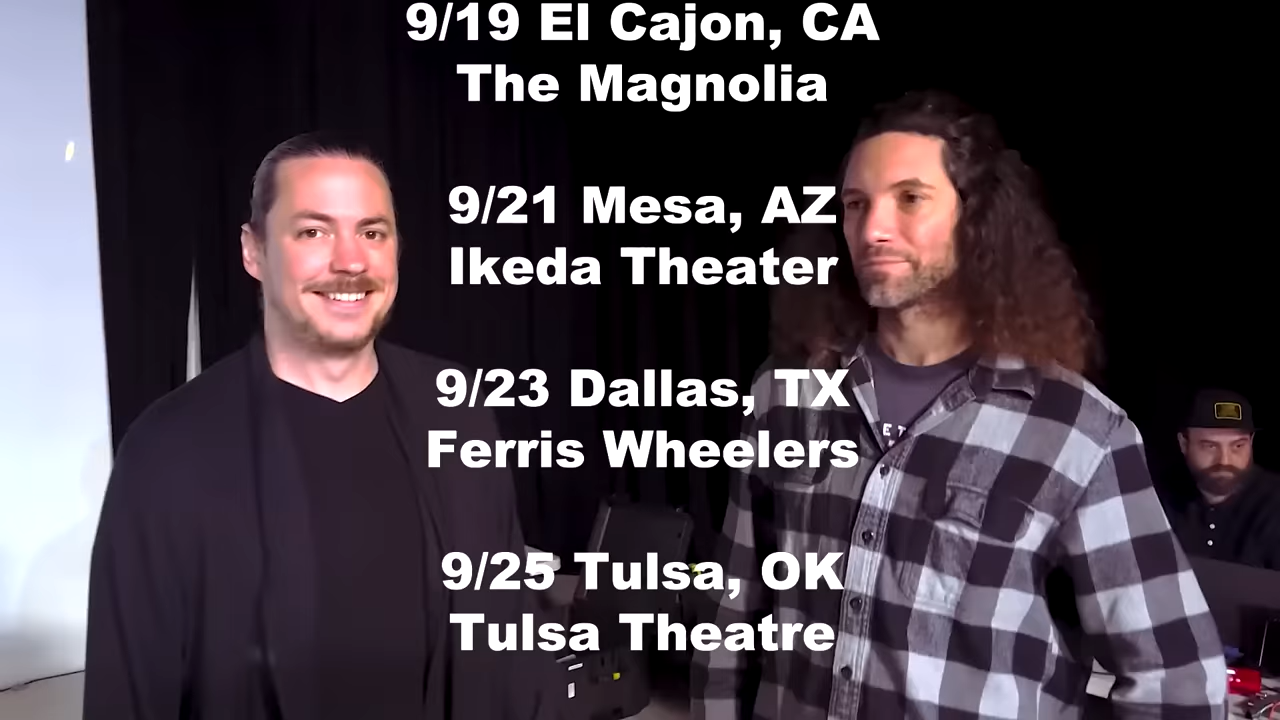 9/19 El Cajon, CA
The Magnolia
9/21 Mesa, AZ
Ikeda Theater
9/23 Dallas, TX
Ferris Wheelers
9/25 Tulsa, OK
Tulsa Theatre